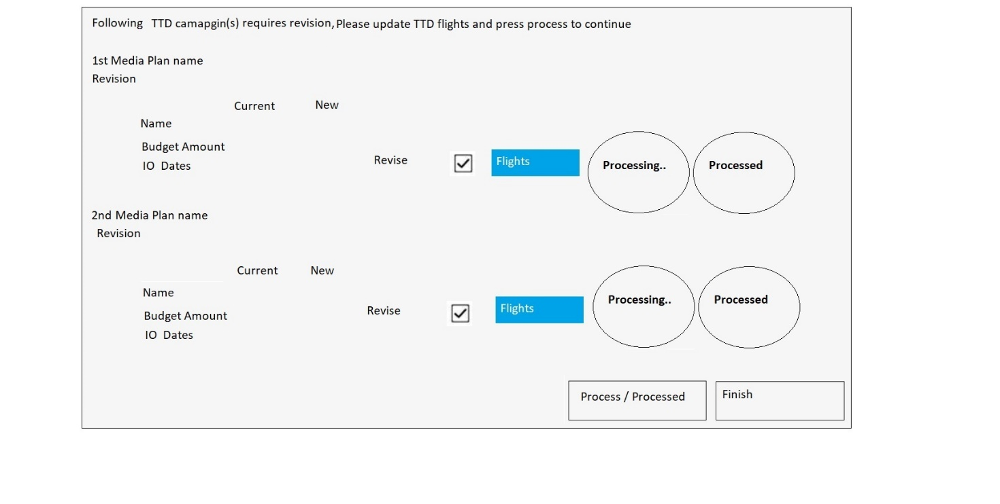 Following TTD camapgin(s) requires revision, Please update TTD flights and press process to continue
1st Media Plan name
Revision
Current New
Name
Budget Amount
IO Dates
Revise Flights Processing.. Processed
2nd Media Plan name
Revision
Current New
Name
Budget Amount
IO Dates
Revise Flights Processing.. Processed
Process / Processed Finish